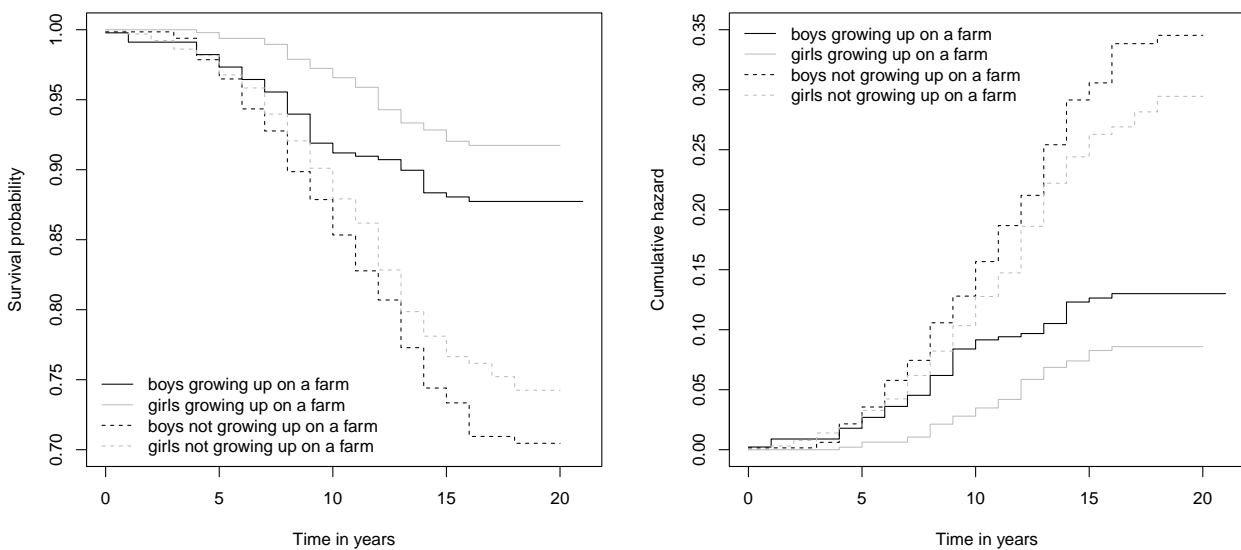 Survival probability
1.00
0.95
0.90
0.85
0.80
0.75
0.70
boys growing up on a farm
girls growing up on a farm
boys not growing up on a farm
girls not growing up on a farm
0 5 10 15 20
Time in years
Cumulative hazard
0.35
0.30
0.25
0.20
0.15
0.10
0.05
0.00
boys growing up on a farm
girls growing up on a farm
boys not growing up on a farm
girls not growing up on a farm
0 5 10 15 20
Time in years